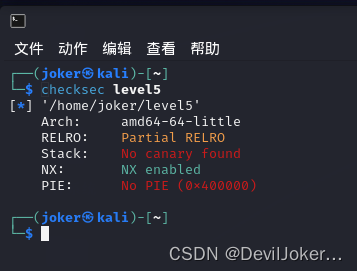 文件 动作 编辑 查看 帮助
┌──(joker㉿kali)-[~]
└─$ checksec level5
[*] '/home/joker/level5'
Arch: amd64-64-little
RELRO: Partial RELRO
Stack: No canary found
NX: NX enabled
PIE: No PIE (0×400000)
┌──(joker㉿kali)-[~]
└─$
CSDN @DevilJoker...